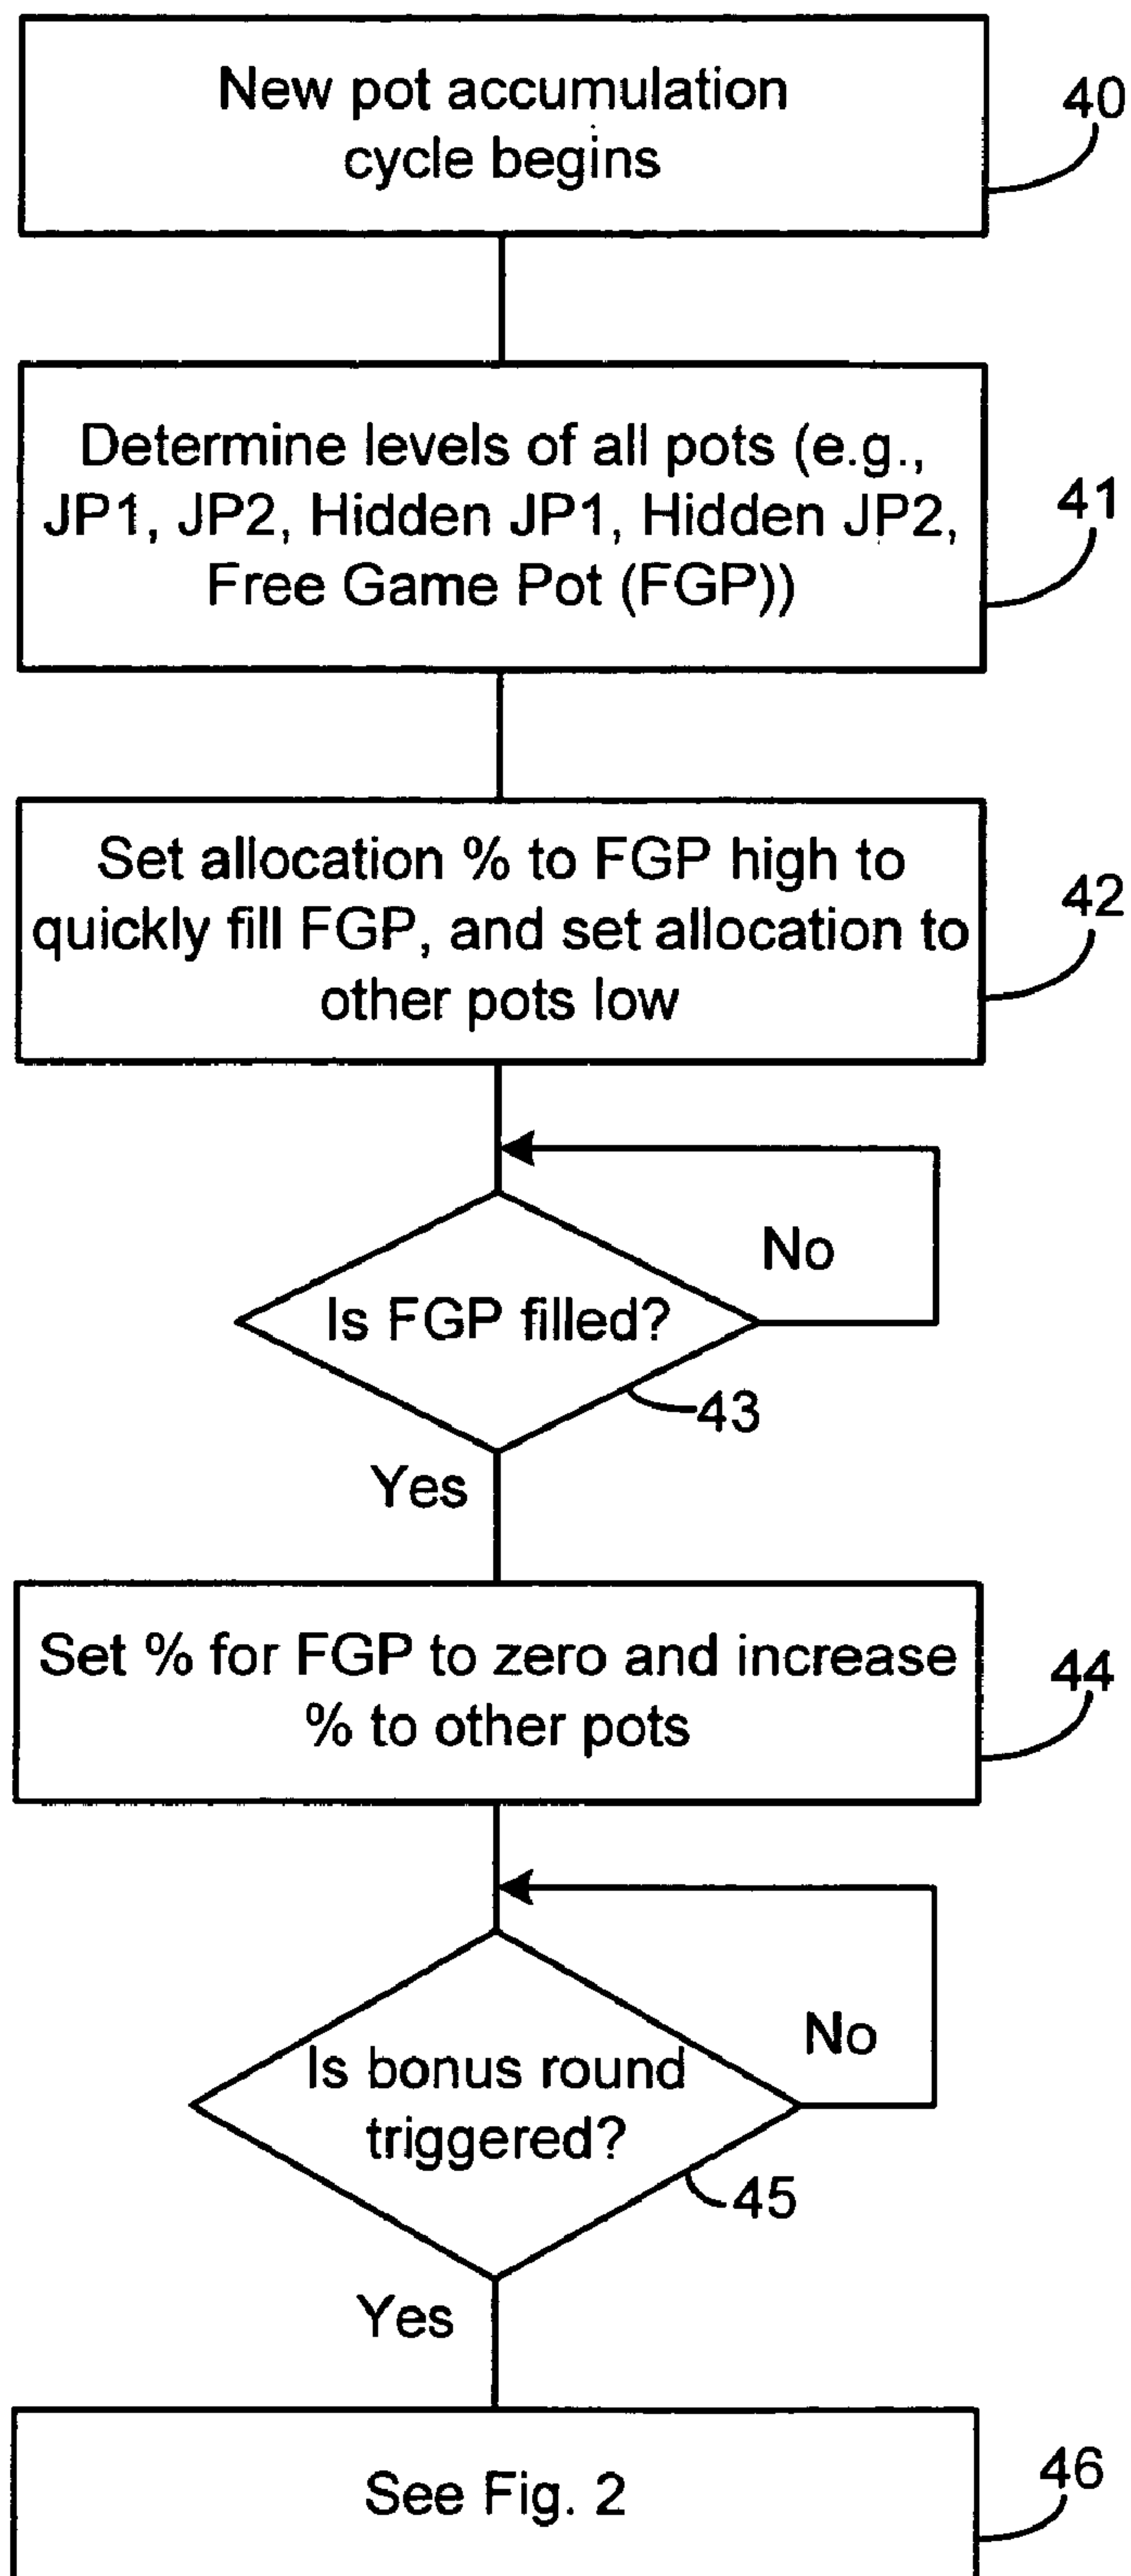 New pot accumulation
cycle begins
40
Determine levels of all pots (e.g.,
JP1, JP2, Hidden JP1, Hidden JP2,
Free Game Pot (FGP))
41
Set allocation % to FGP high to
quickly fill FGP, and set allocation to
other pots low
42
No
Is FGP filled?
43
Yes
Set % for FGP to zero and increase
% to other pots
44
No
Is bonus round
triggered?
45
Yes
See Fig. 2
46